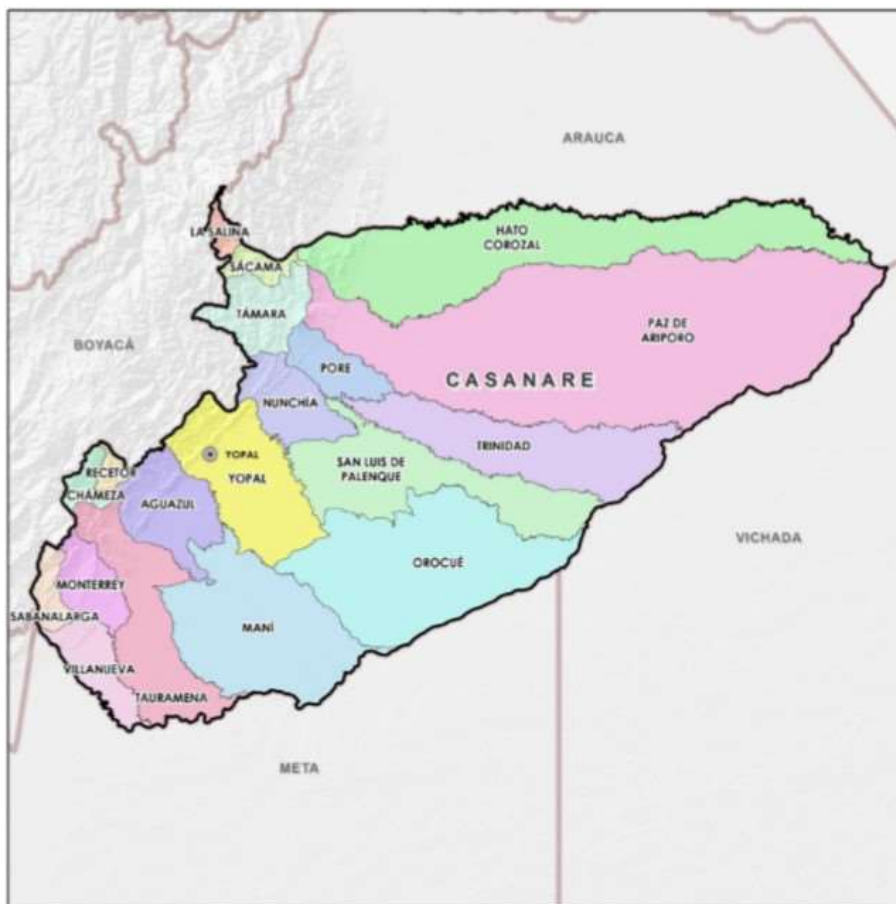 ARAUCA
LA SALINA
HATO
COROZAL
SÁCAMA
TÁMARA
PAZ DE
ARIPORO
BOYACÁ
PORE
CASANARE
NUNCHÍA
TRINIDAD
YOPAL
SAN LUIS DE
PALENQUE
RECETOR
YOPAL
CHÁMEZA
AGUAZUL
VICHADA
OROCUÉ
MONTERREY
SABANALARGA
MANÍ
VILLANUEVA
TAURAMENA
META